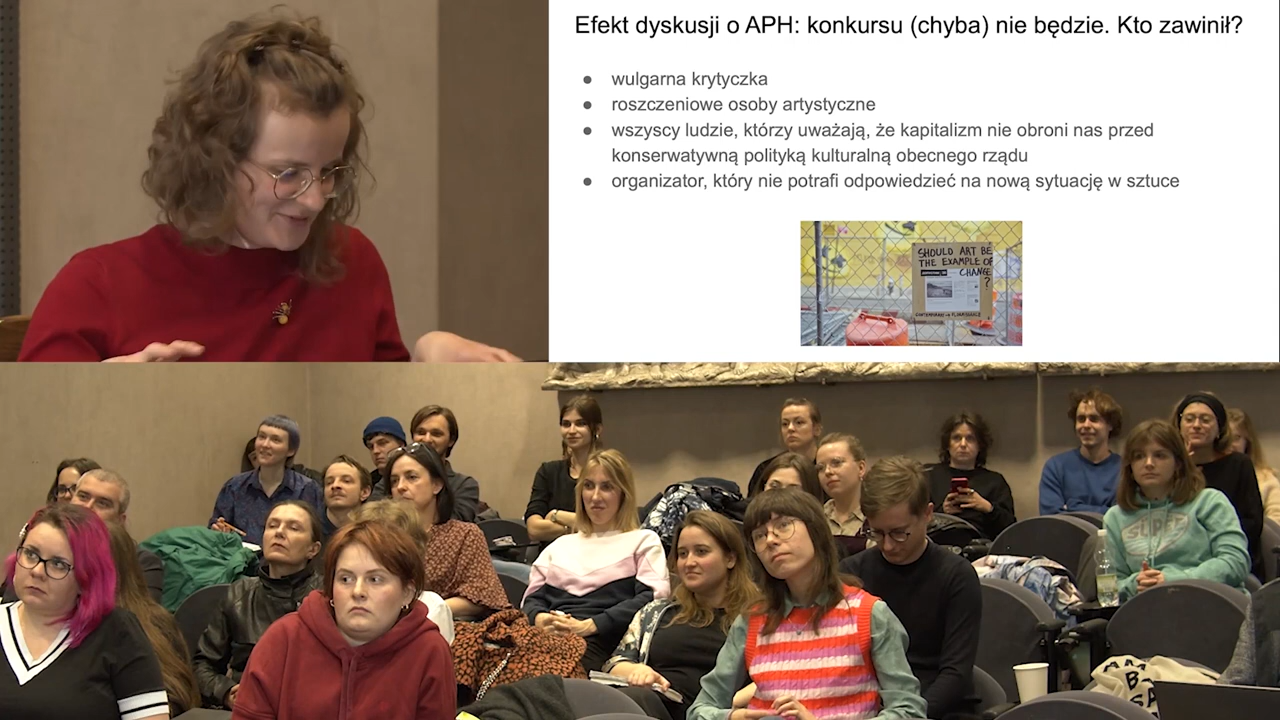 Efekt dyskusji o APH: konkursu (chyba) nie będzie. Kto zawinił?
● wulgarna krytyczka
● roszczeniowe osoby artystyczne
● wszyscy ludzie, którzy uważają, że kapitalizm nie obroni nas przed
konserwatywną polityką kulturalną obecnego rządu
● organizator, który nie potrafi odpowiedzieć na nową sytuację w sztuce
SHOULD ART BE
THE EXAMPLE OF
CHANGE
?
SUPER